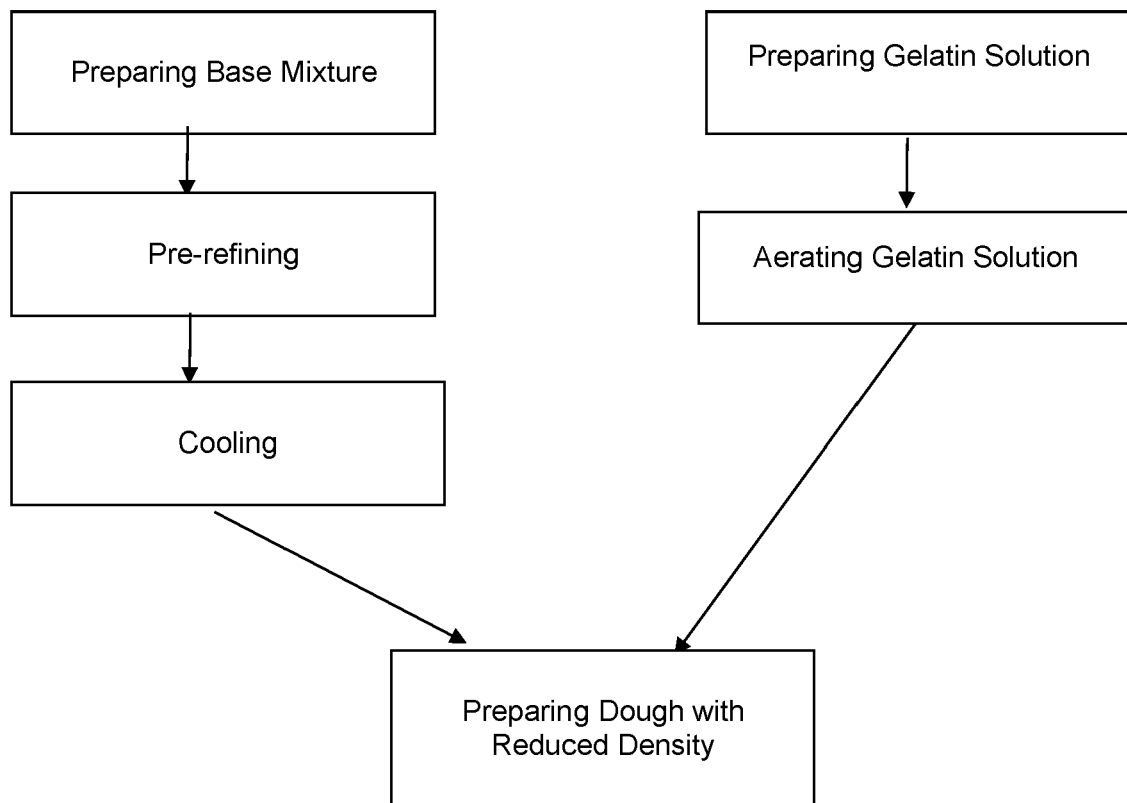 Preparing Base Mixture
Preparing Gelatin Solution
Pre-refining
Aerating Gelatin Solution
Cooling
Preparing Dough with
Reduced Density